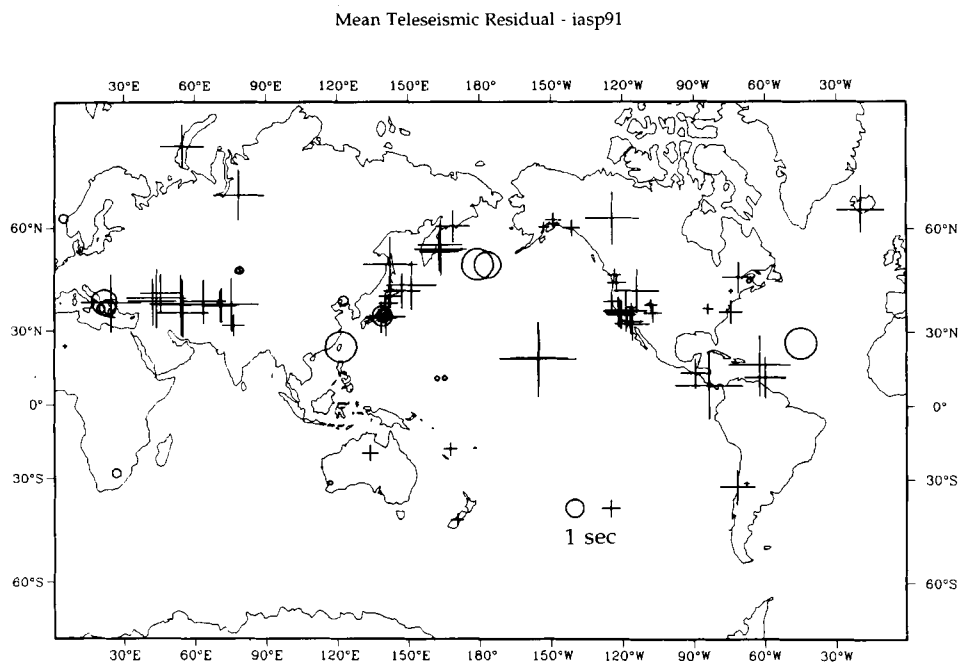 Mean Teleseismic Residual - iasp91
30°E 60°E 90°E 120°E 150°E 180° 150°W 120°W 90°W 60°W 30°W
60°N 60°N
30°N 30°N
0° 0°
30°S 30°S
1 sec
60°S 60°S
30°E 60°E 90°E 120°E 150°E 180° 150°W 120°W 90°W 60°W 30°W